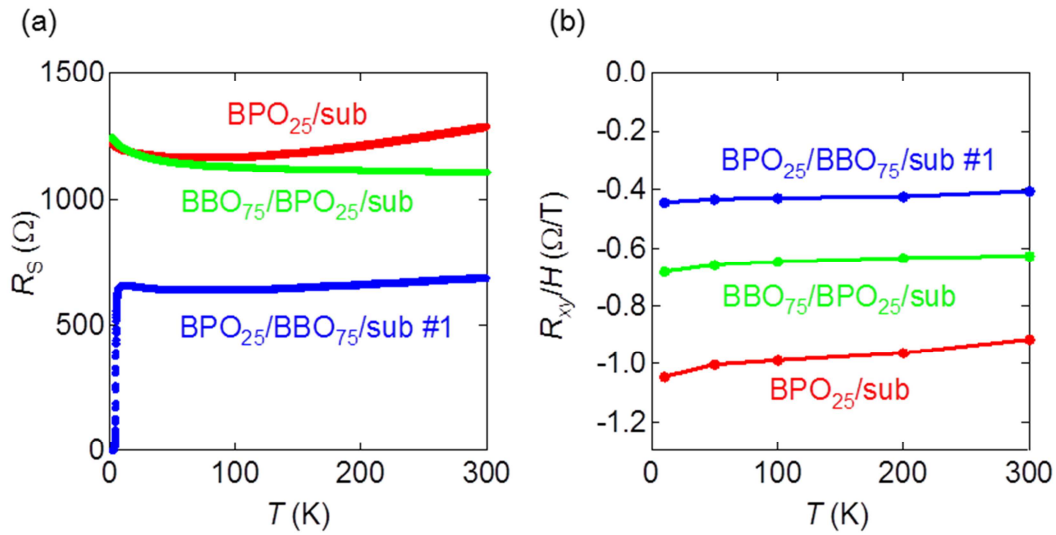 (a)
1500
1000
500
0
R_S (Ω)
BPO₂₅/sub
BBO₇₅/BPO₂₅/sub
BPO₂₅/BBO₇₅/sub #1
0 100 200 300
T (K)
(b)
0.0
-0.2
-0.4
-0.6
-0.8
-1.0
-1.2
R_xy/H (Ω/T)
BPO₂₅/BBO₇₅/sub #1
BBO₇₅/BPO₂₅/sub
BPO₂₅/sub
0 100 200 300
T (K)